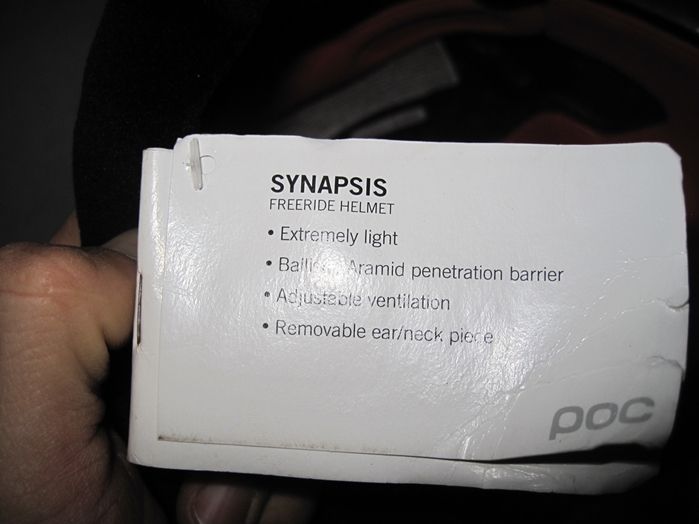 SYNAPSIS
FREERIDE HELMET
• Extremely light
• Aramid penetration barrier
• Adjustable ventilation
• Removable ear/neck piece
poc